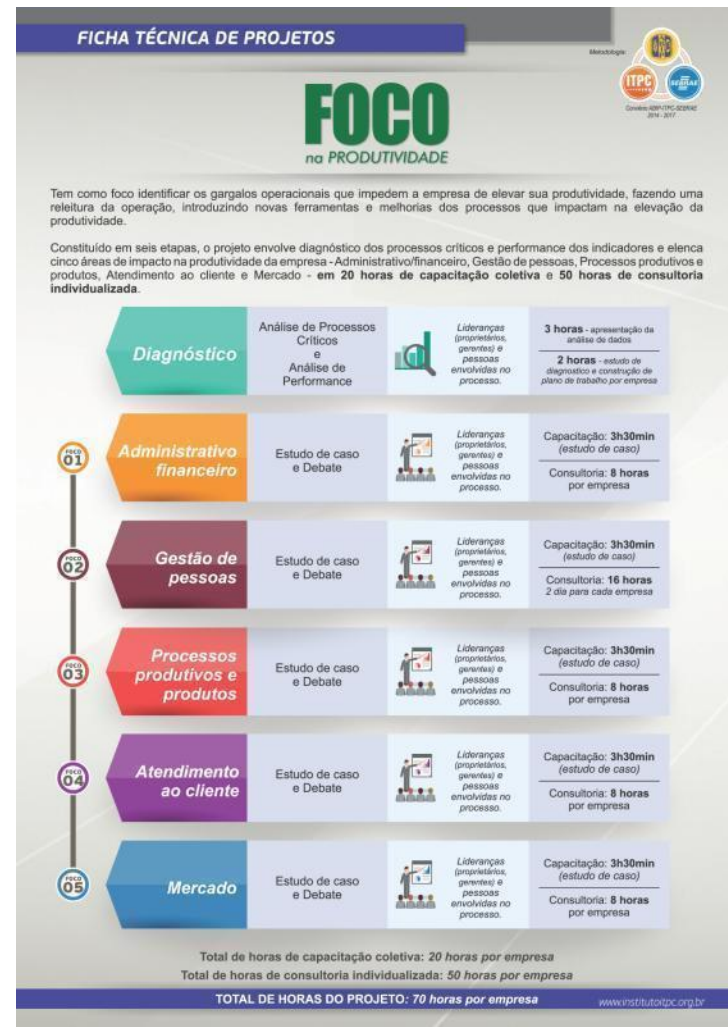 FICHA TÉCNICA DE PROJETOS
Metodologia:
ITPC
SEBRAE
Convênio ABIP-ITPC-SEBRAE
2014 - 2017
FOCO
na PRODUTIVIDADE
Tem como foco identificar os gargalos operacionais que impedem a empresa de elevar sua produtividade, fazendo uma
releitura da operação, introduzindo novas ferramentas e melhorias dos processos que impactam na elevação da
produtividade.
Constituído em seis etapas, o projeto envolve diagnóstico dos processos críticos e performance dos indicadores e elenca
cinco áreas de impacto na produtividade da empresa - Administrativo/financeiro, Gestão de pessoas, Processos produtivos e
produtos, Atendimento ao cliente e Mercado - em 20 horas de capacitação coletiva e 50 horas de consultoria
individualizada.
Diagnóstico
Análise de Processos
Críticos
e
Análise de
Performance
Lideranças
(proprietários,
gerentes) e
pessoas
envolvidas no
processo.
3 horas - apresentação da
análise de dados
2 horas - estudo de
diagnostico e construção de
plano de trabalho por empresa
FOCO
01
Administrativo
financeiro
Estudo de caso
e Debate
Lideranças
(proprietários,
gerentes) e
pessoas
envolvidas no
processo.
Capacitação: 3h30min
(estudo de caso)
Consultoria: 8 horas
por empresa
FOCO
02
Gestão de
pessoas
Estudo de caso
e Debate
Lideranças
(proprietários,
gerentes) e
pessoas
envolvidas no
processo.
Capacitação: 3h30min
(estudo de caso)
Consultoria: 16 horas
2 dia para cada empresa
FOCO
03
Processos
produtivos e
produtos
Estudo de caso
e Debate
Lideranças
(proprietários,
gerentes) e
pessoas
envolvidas no
processo.
Capacitação: 3h30min
(estudo de caso)
Consultoria: 8 horas
por empresa
FOCO
04
Atendimento
ao cliente
Estudo de caso
e Debate
Lideranças
(proprietários,
gerentes) e
pessoas
envolvidas no
processo.
Capacitação: 3h30min
(estudo de caso)
Consultoria: 8 horas
por empresa
FOCO
05
Mercado
Estudo de caso
e Debate
Lideranças
(proprietários,
gerentes) e
pessoas
envolvidas no
processo.
Capacitação: 3h30min
(estudo de caso)
Consultoria: 8 horas
por empresa
Total de horas de capacitação coletiva: 20 horas por empresa
Total de horas de consultoria individualizada: 50 horas por empresa
TOTAL DE HORAS DO PROJETO: 70 horas por empresa
www.institutoitpc.org.br